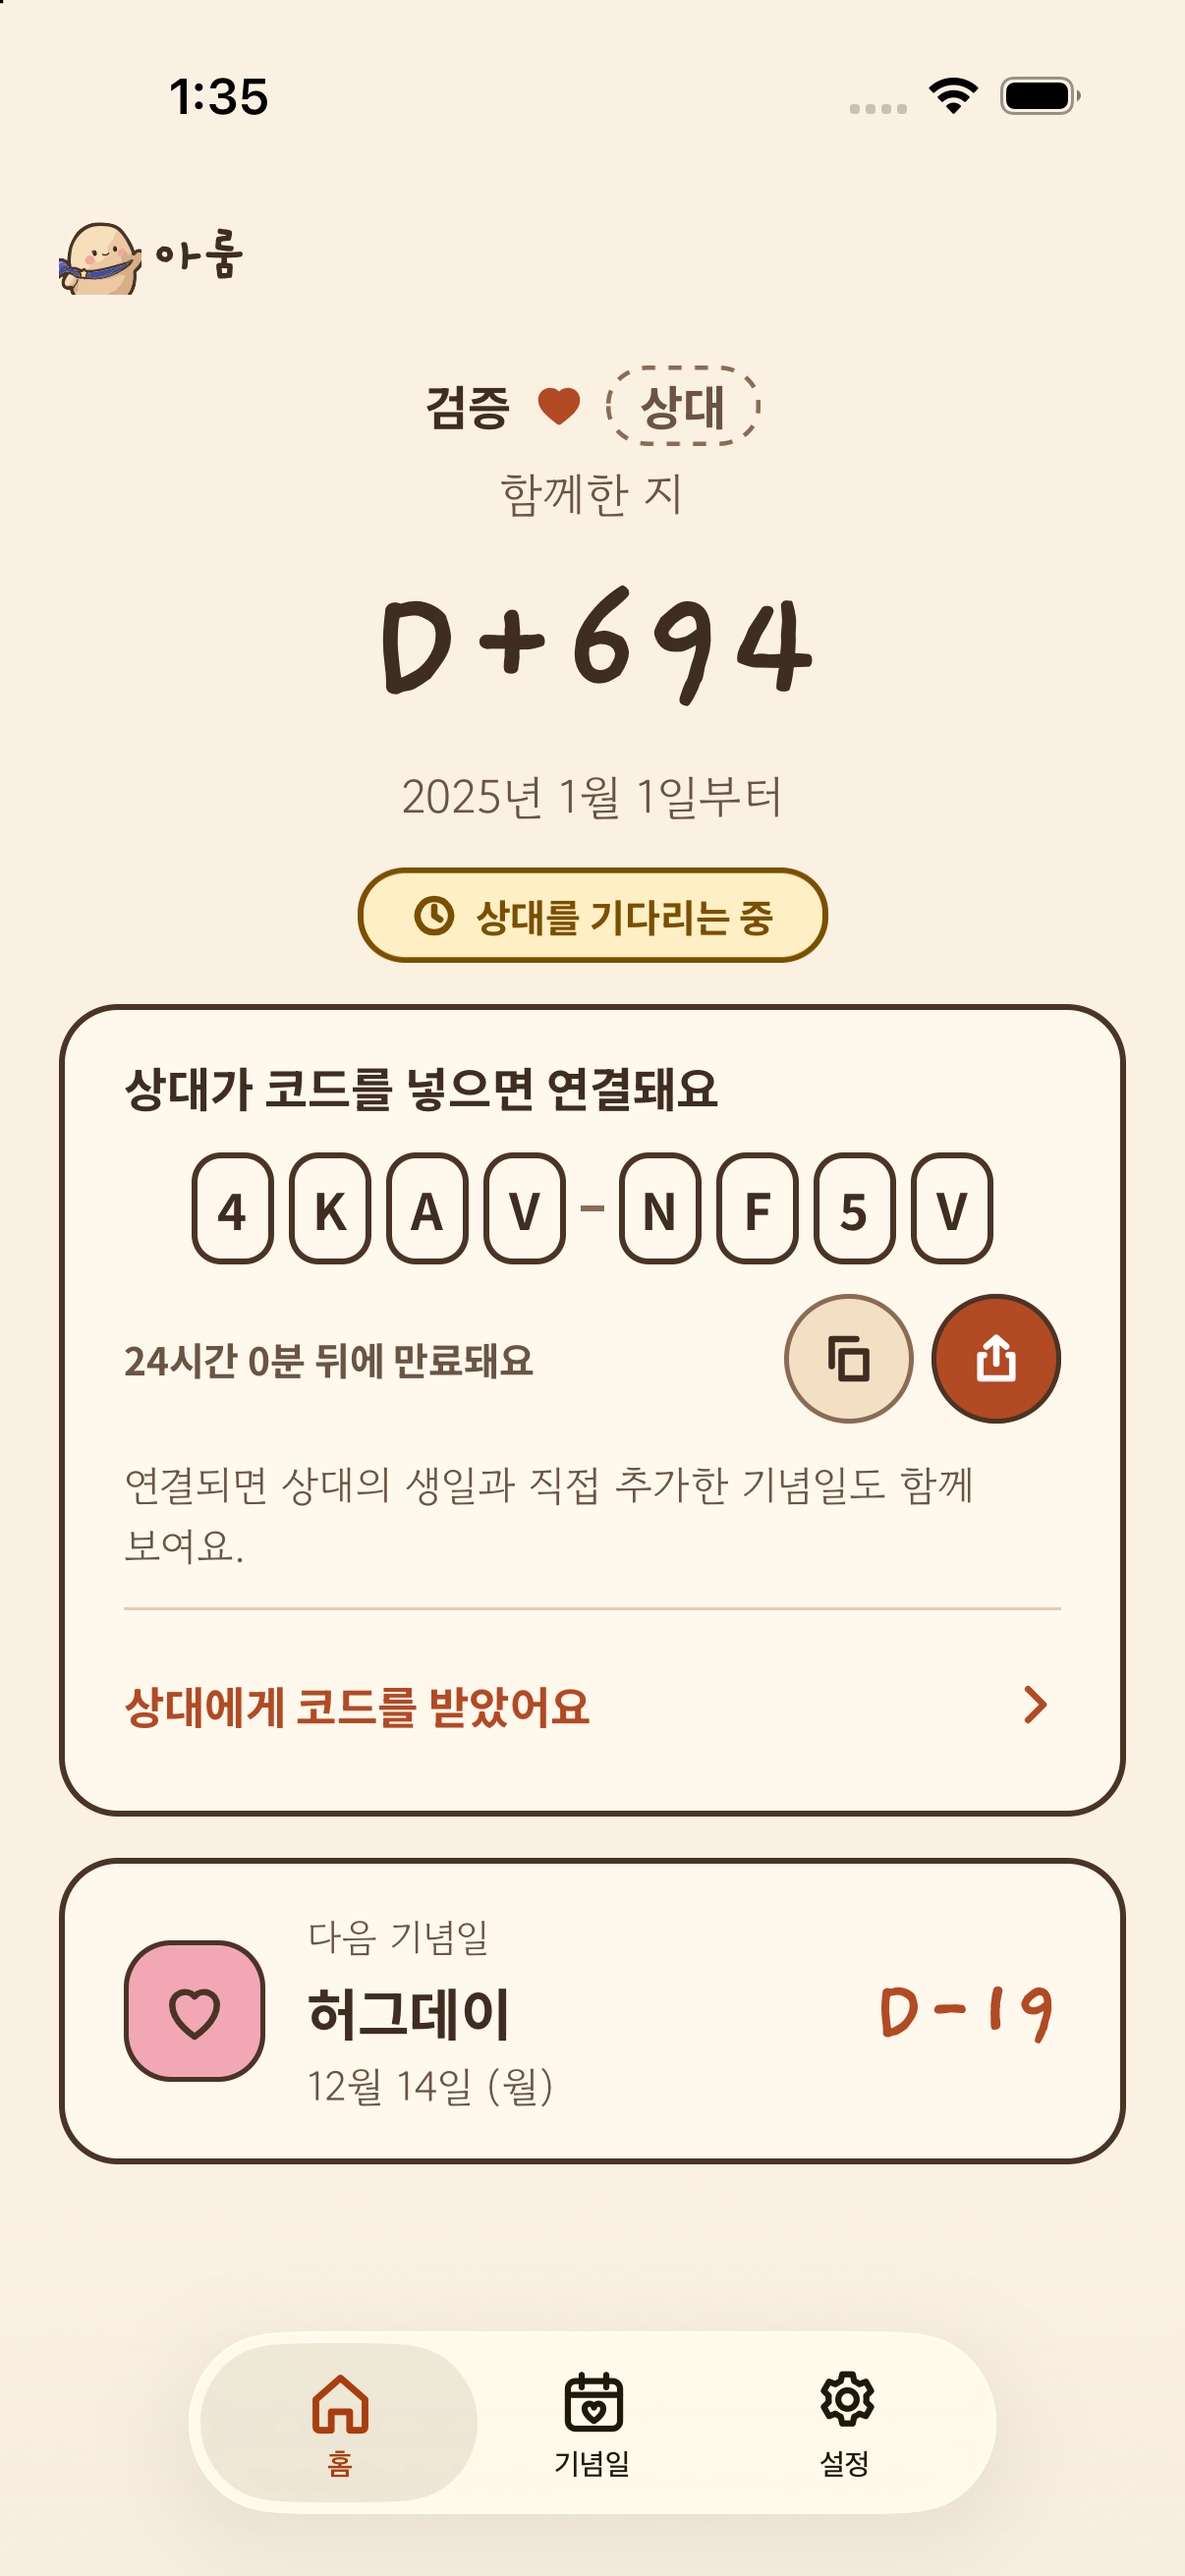 1:35
아룸
검증 상대
함께한 지
D+694
2025년 1월 1일부터
상대를 기다리는 중
상대가 코드를 넣으면 연결돼요
4 K A V - N F 5 V
24시간 0분 뒤에 만료돼요
연결되면 상대의 생일과 직접 추가한 기념일도 함께
보여요.
상대에게 코드를 받았어요
다음 기념일
허그데이
12월 14일 (월)
D-19
홈 기념일 설정